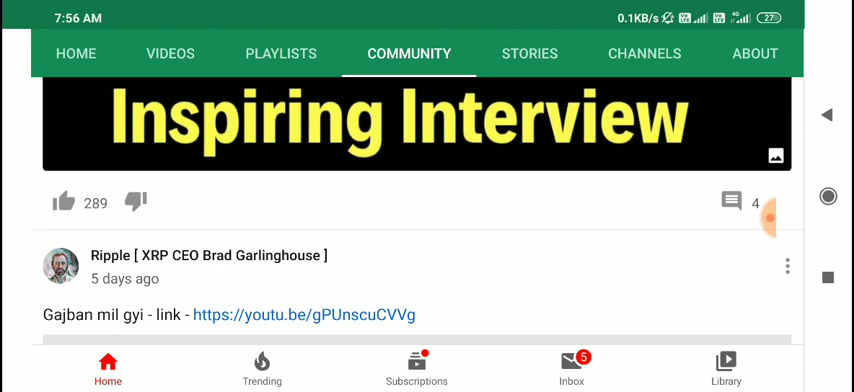 7:56 AM 0.1KB/s 4G 27
HOME VIDEOS PLAYLISTS COMMUNITY STORIES CHANNELS ABOUT
Inspiring Interview
289 4
Ripple [ XRP CEO Brad Garlinghouse ]
5 days ago
Gajban mil gyi - link - https://youtu.be/gPUnscuCVVg
5
Home Trending Subscriptions Inbox Library